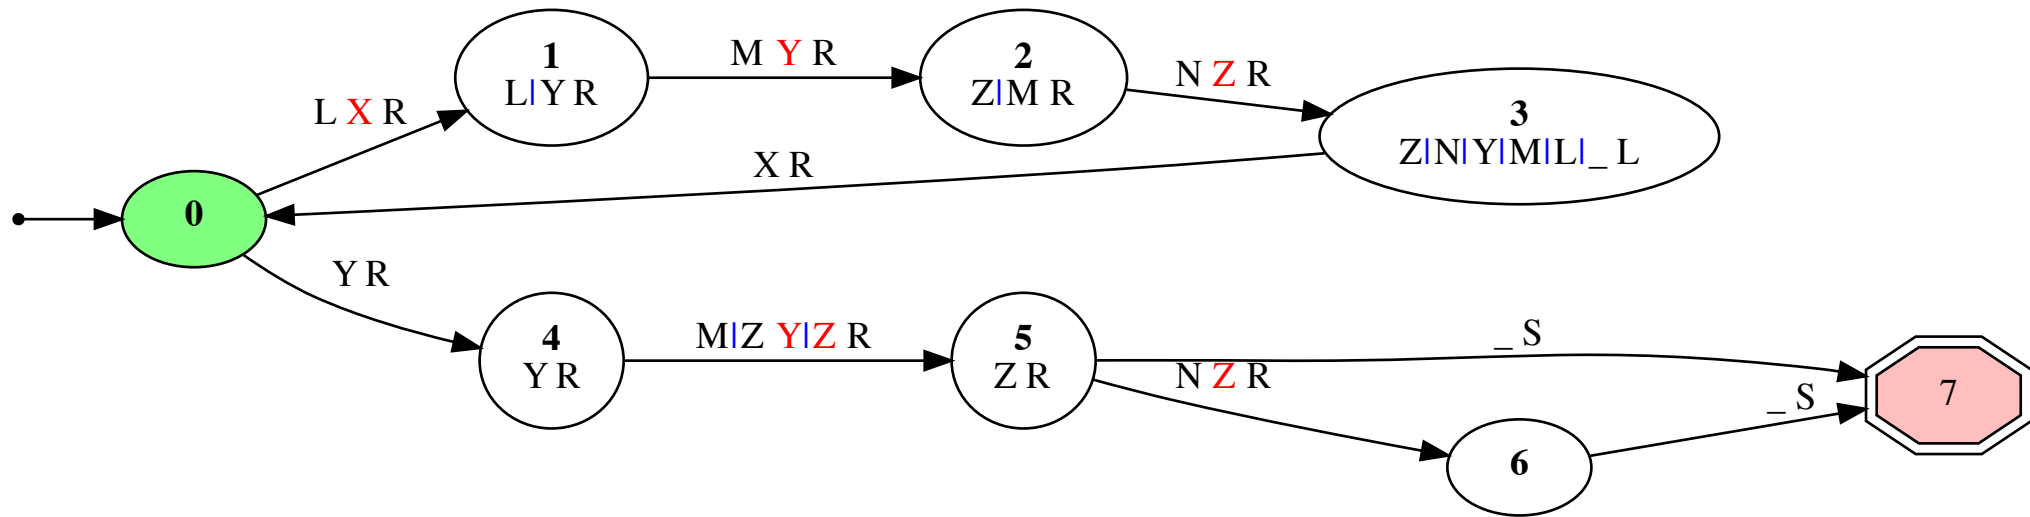 1
L|Y R
M Y R
2
Z|M R
N Z R
3
Z|N|Y|M|L|_ L
L X R
X R
0
Y R
4
Y R
M|Z Y|Z R
5
Z R
_ S
N Z R
_ S
7
6